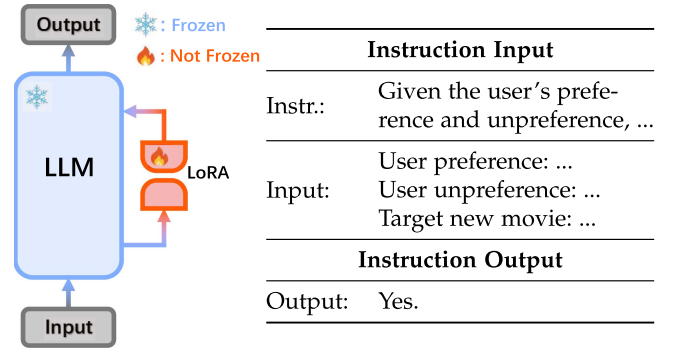 Output
: Frozen
: Not Frozen
LLM
LoRA
Input
Instruction Input
Instr.: Given the user's prefe-
rence and unpreference, ...
User preference: ...
Input: User unpreference: ...
Target new movie: ...
Instruction Output
Output: Yes.